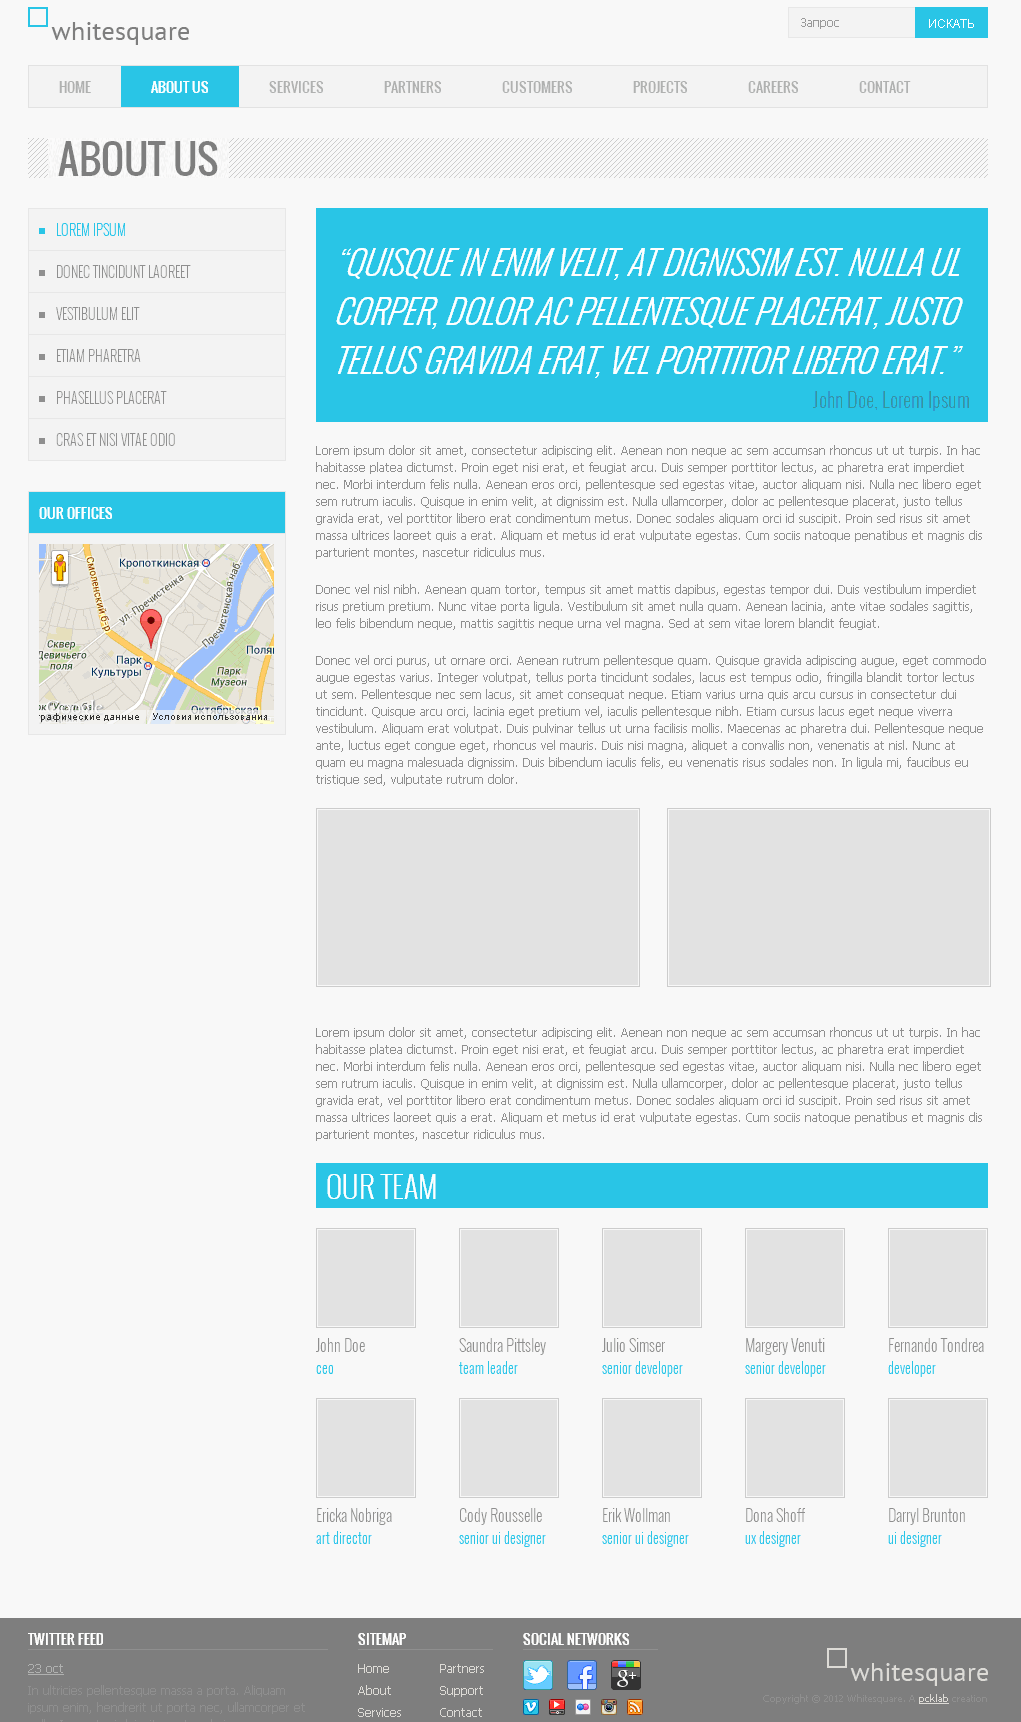 whitesquare
Запрос
ИСКАТЬ
HOME ABOUT US SERVICES PARTNERS CUSTOMERS PROJECTS CAREERS CONTACT
ABOUT US
LOREM IPSUM
DONEC TINCIDUNT LAOREET
VESTIBULUM ELIT
ETIAM PHARETRA
PHASELLUS PLACERAT
CRAS ET NISI VITAE ODIO
OUR OFFICES
Кропоткинская
Смоленский б-р
ул. Пречистенка
Пречистенская наб.
Сквер
Девичьего
поля
Парк
Культуры
Парк
Музеон
Октябрьская
графические данные
Условия использования
“QUISQUE IN ENIM VELIT, AT DIGNISSIM EST. NULLA UL
CORPER, DOLOR AC PELLENTESQUE PLACERAT, JUSTO
TELLUS GRAVIDA ERAT, VEL PORTTITOR LIBERO ERAT.”
John Doe, Lorem Ipsum
Lorem ipsum dolor sit amet, consectetur adipiscing elit. Aenean non neque ac sem accumsan rhoncus ut ut turpis. In hac
habitasse platea dictumst. Proin eget nisi erat, et feugiat arcu. Duis semper porttitor lectus, ac pharetra erat imperdiet
nec. Morbi interdum felis nulla. Aenean eros orci, pellentesque sed egestas vitae, auctor aliquam nisi. Nulla nec libero eget
sem rutrum iaculis. Quisque in enim velit, at dignissim est. Nulla ullamcorper, dolor ac pellentesque placerat, justo tellus
gravida erat, vel porttitor libero erat condimentum metus. Donec sodales aliquam orci id suscipit. Proin sed risus sit amet
massa ultrices laoreet quis a erat. Aliquam et metus id erat vulputate egestas. Cum sociis natoque penatibus et magnis dis
parturient montes, nascetur ridiculus mus.
Donec vel nisl nibh. Aenean quam tortor, tempus sit amet mattis dapibus, egestas tempor dui. Duis vestibulum imperdiet
risus pretium pretium. Nunc vitae porta ligula. Vestibulum sit amet nulla quam. Aenean lacinia, ante vitae sodales sagittis,
leo felis bibendum neque, mattis sagittis neque urna vel magna. Sed at sem vitae lorem blandit feugiat.
Donec vel orci purus, ut ornare orci. Aenean rutrum pellentesque quam. Quisque gravida adipiscing augue, eget commodo
augue egestas varius. Integer volutpat, tellus porta tincidunt sodales, lacus est tempus odio, fringilla blandit tortor lectus
ut sem. Pellentesque nec sem lacus, sit amet consequat neque. Etiam varius urna quis arcu cursus in consectetur dui
tincidunt. Quisque arcu orci, lacinia eget pretium vel, iaculis pellentesque nibh. Etiam cursus lacus eget neque viverra
vestibulum. Aliquam erat volutpat. Duis pulvinar tellus ut urna facilisis mollis. Maecenas ac pharetra dui. Pellentesque neque
ante, luctus eget congue eget, rhoncus vel mauris. Duis nisi magna, aliquet a convallis non, venenatis at nisl. Nunc at
quam eu magna malesuada dignissim. Duis bibendum iaculis felis, eu venenatis risus sodales non. In ligula mi, faucibus eu
tristique sed, vulputate rutrum dolor.
Lorem ipsum dolor sit amet, consectetur adipiscing elit. Aenean non neque ac sem accumsan rhoncus ut ut turpis. In hac
habitasse platea dictumst. Proin eget nisi erat, et feugiat arcu. Duis semper porttitor lectus, ac pharetra erat imperdiet
nec. Morbi interdum felis nulla. Aenean eros orci, pellentesque sed egestas vitae, auctor aliquam nisi. Nulla nec libero eget
sem rutrum iaculis. Quisque in enim velit, at dignissim est. Nulla ullamcorper, dolor ac pellentesque placerat, justo tellus
gravida erat, vel porttitor libero erat condimentum metus. Donec sodales aliquam orci id suscipit. Proin sed risus sit amet
massa ultrices laoreet quis a erat. Aliquam et metus id erat vulputate egestas. Cum sociis natoque penatibus et magnis dis
parturient montes, nascetur ridiculus mus.
OUR TEAM
John Doe Saundra Pittsley Julio Simser Margery Venuti Fernando Tondrea
ceo team leader senior developer senior developer developer
Ericka Nobriga Cody Rousselle Erik Wollman Dona Shoff Darryl Brunton
art director senior ui designer senior ui designer ux designer ui designer
TWITTER FEED
23 oct
In ultricies pellentesque massa a porta. Aliquam
ipsum enim, hendrerit ut porta nec, ullamcorper et
SITEMAP
Home Partners
About Support
Services Contact
SOCIAL NETWORKS
whitesquare
Copyright © 2012 Whitesquare. A pcklab creation